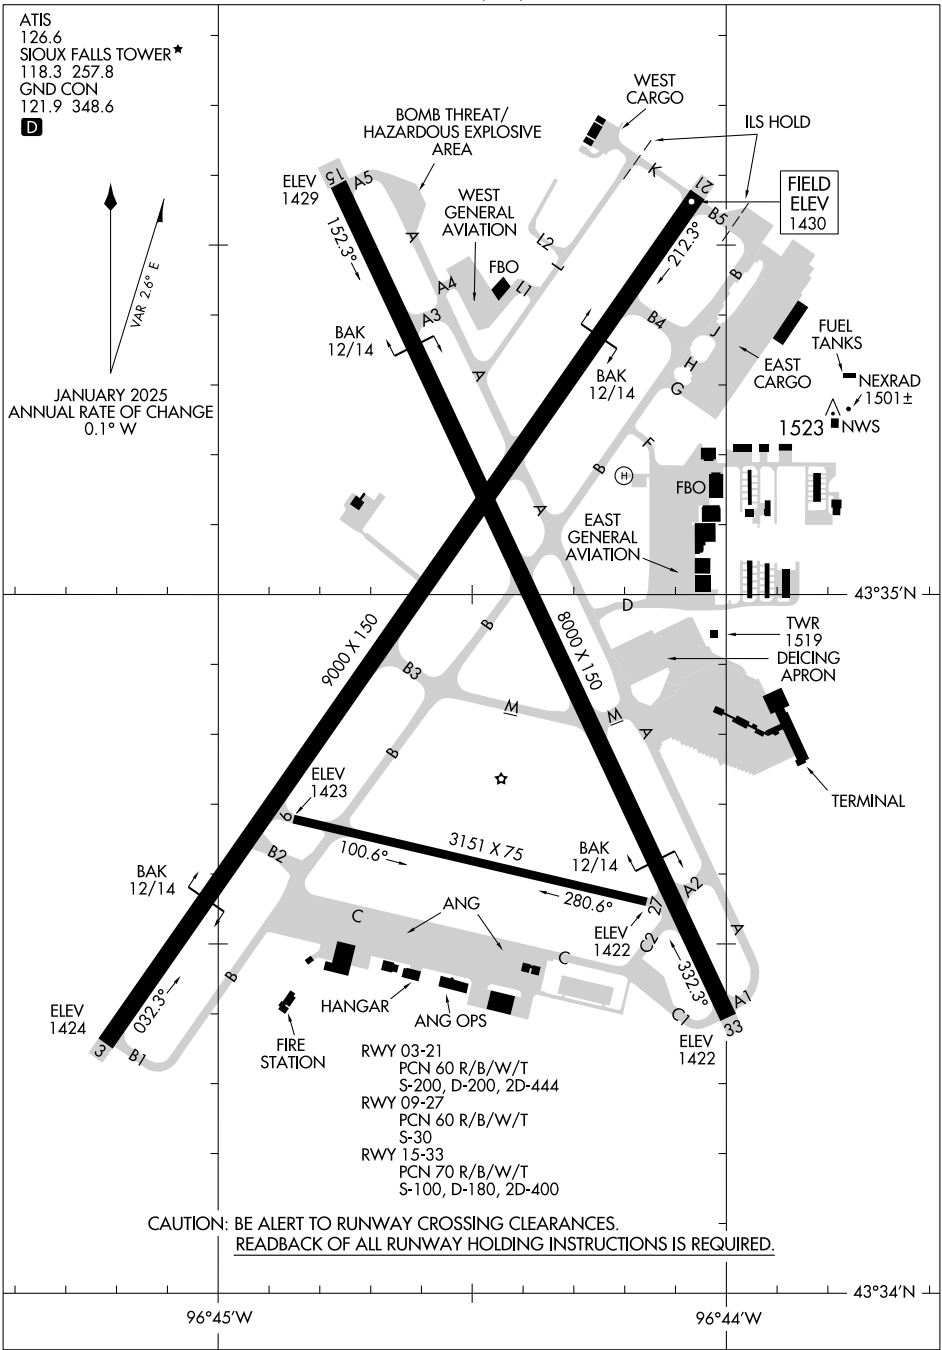 ATIS
126.6
SIOUX FALLS TOWER★
118.3 257.8
GND CON
121.9 348.6
D
WEST
CARGO
BOMB THREAT/
HAZARDOUS EXPLOSIVE
AREA
ILS HOLD
K
ELEV
1429
15
A5
21
FIELD
ELEV
1430
WEST
GENERAL
AVIATION
B5
A
152.3°
L2
212.3°
L
FBO
L1
B
A4
VAR 2.6° E
A3
B4
J
BAK
12/14
FUEL
TANKS
H
EAST
CARGO
A
BAK
12/14
G
NEXRAD
1501±
JANUARY 2025
ANNUAL RATE OF CHANGE
0.1° W
1523
NWS
F
B
H
FBO
A
EAST
GENERAL
AVIATION
43°35'N
D
B
TWR
1519
8000 X 150
9000 X 150
DEICING
APRON
B3
M
M
A
B
ELEV
1423
TERMINAL
9
3151 X 75
100.6°
BAK
12/14
B2
BAK
12/14
A2
280.6°
27
ANG
C
ELEV
1422
C2
A
C
B
332.3°
032.3°
A1
HANGAR
ELEV
1424
C1
ANG OPS
33
3
B1
FIRE
STATION
ELEV
1422
RWY 03-21
PCN 60 R/B/W/T
S-200, D-200, 2D-444
RWY 09-27
PCN 60 R/B/W/T
S-30
RWY 15-33
PCN 70 R/B/W/T
S-100, D-180, 2D-400
CAUTION: BE ALERT TO RUNWAY CROSSING CLEARANCES.
READBACK OF ALL RUNWAY HOLDING INSTRUCTIONS IS REQUIRED.
43°34'N
96°45'W
96°44'W